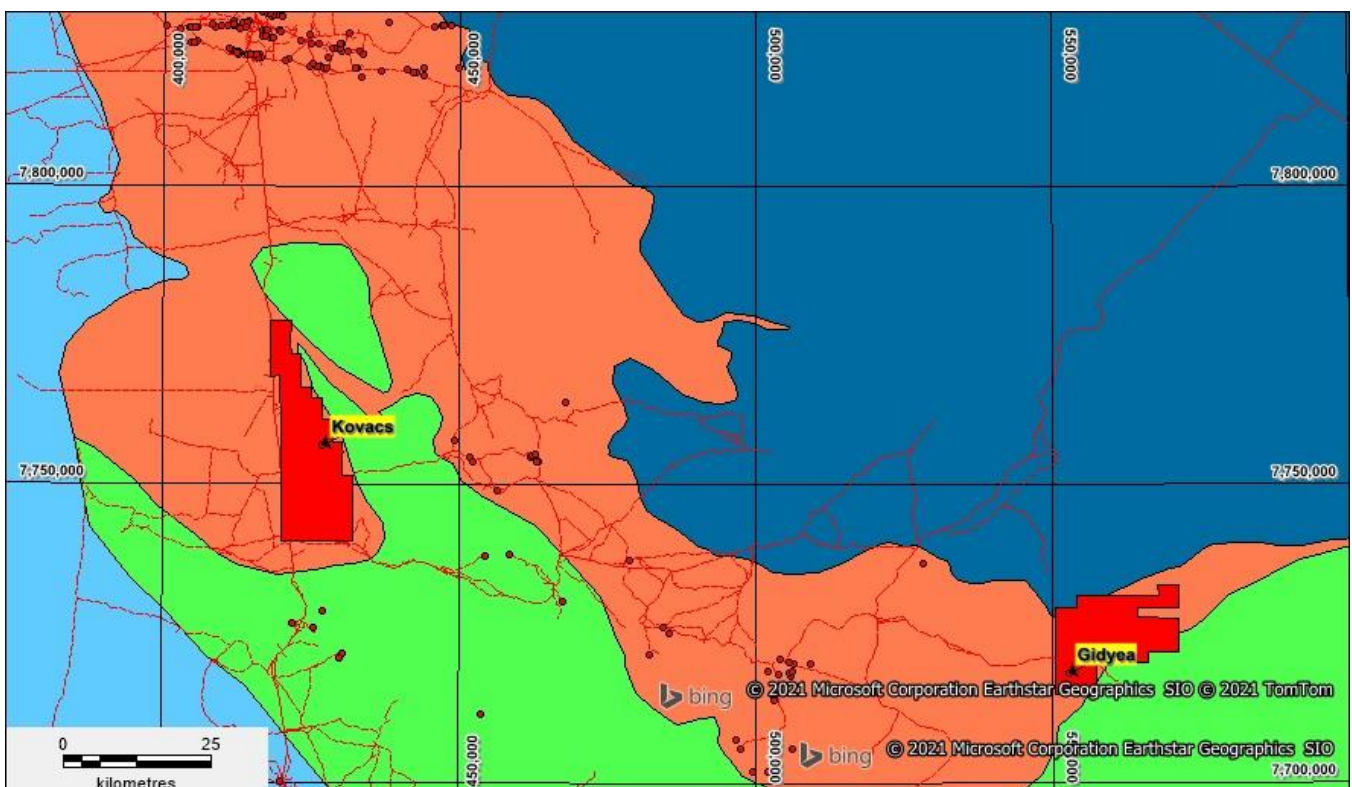 400,000
450,000
500,000
550,000
7,800,000
7,800,000
Kovacs
7,750,000
7,750,000
Gidyea
bing © 2021 Microsoft Corporation Earthstar Geographics SIO © 2021 TomTom
bing © 2021 Microsoft Corporation Earthstar Geographics SIO
0 25
kilometres
450,000
500,000
550,000
7,700,000